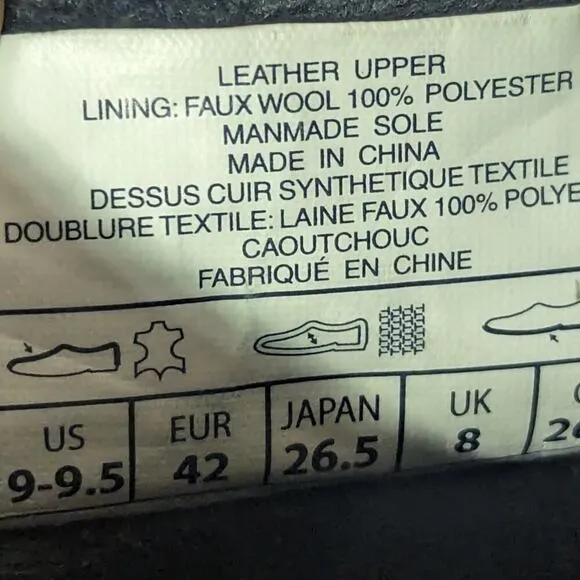 LEATHER UPPER
LINING: FAUX WOOL 100% POLYESTER
MANMADE SOLE
MADE IN CHINA
DESSUS CUIR SYNTHETIQUE TEXTILE
DOUBLURE TEXTILE: LAINE FAUX 100% POLYE
CAOUTCHOUC
FABRIQUÉ EN CHINE
US EUR JAPAN UK
9-9.5 42 26.5 8